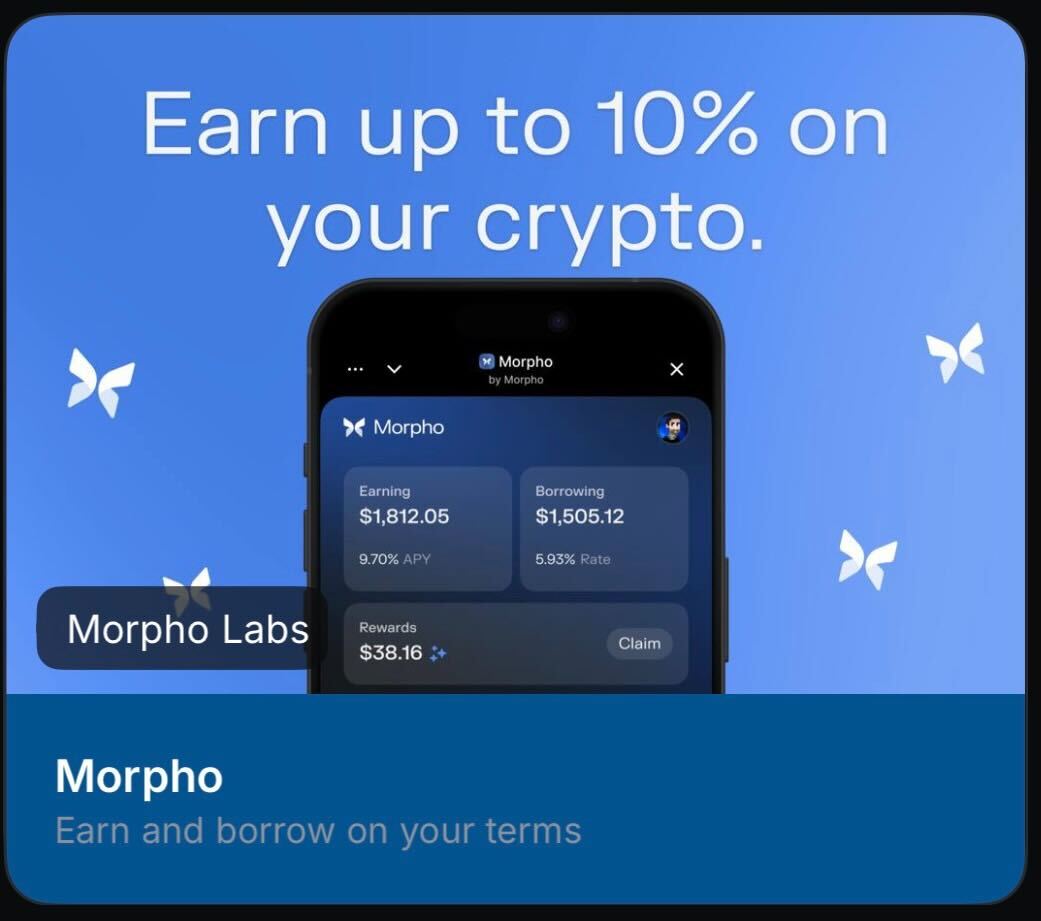 Earn up to 10% on
your crypto.
Morpho
by Morpho
Morpho
Earning
$1,812.05
9.70% APY
Borrowing
$1,505.12
5.93% Rate
Rewards
$38.16
Claim
Morpho Labs
Morpho
Earn and borrow on your terms